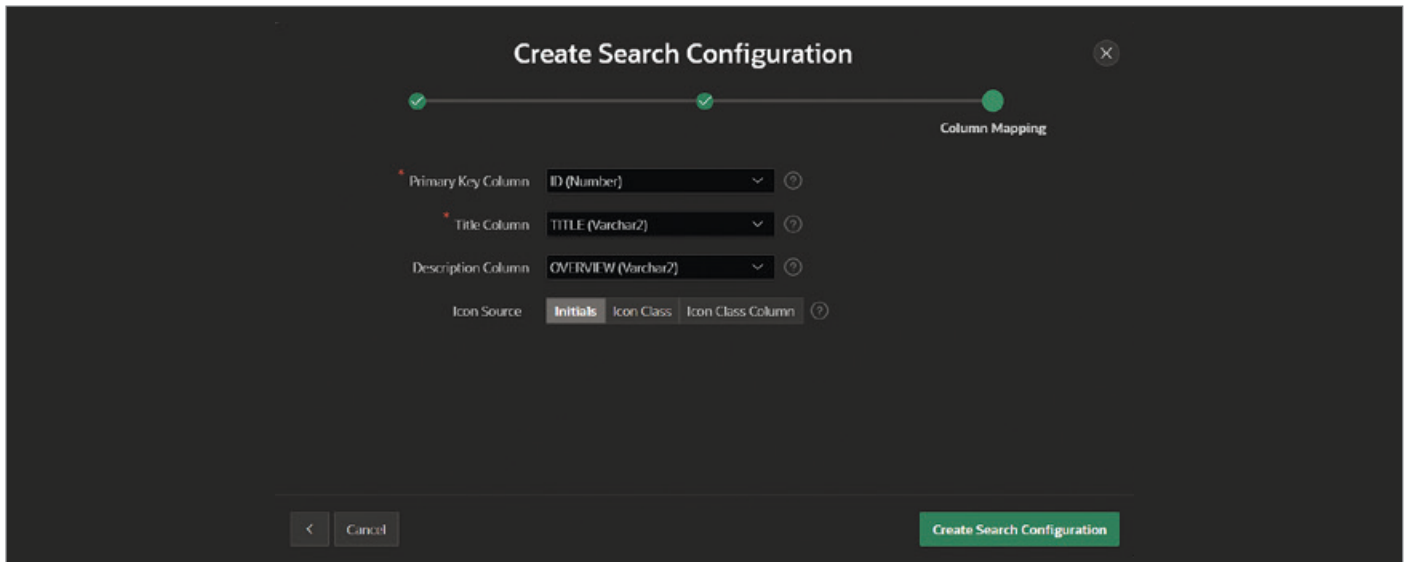 Create Search Configuration
Column Mapping
* Primary Key Column ID (Number)
* Title Column TITLE (Varchar2)
Description Column OVERVIEW (Varchar2)
Icon Source Initials Icon Class Icon Class Column
Cancel Create Search Configuration